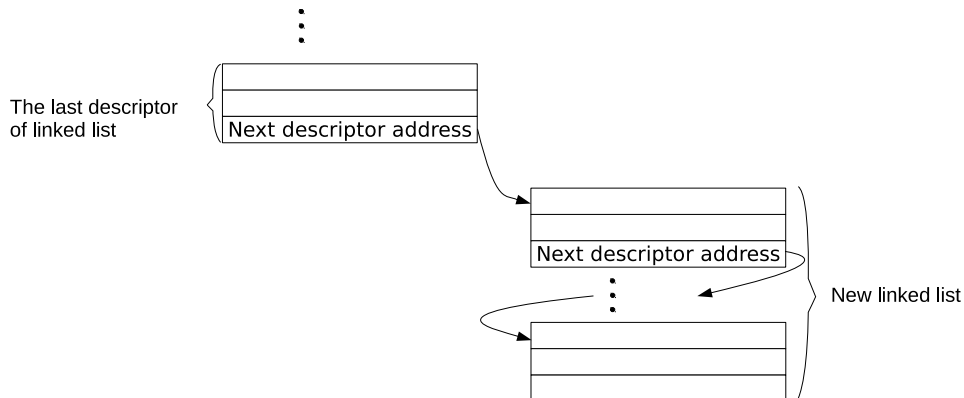 The last descriptor
of linked list
Next descriptor address
Next descriptor address
New linked list